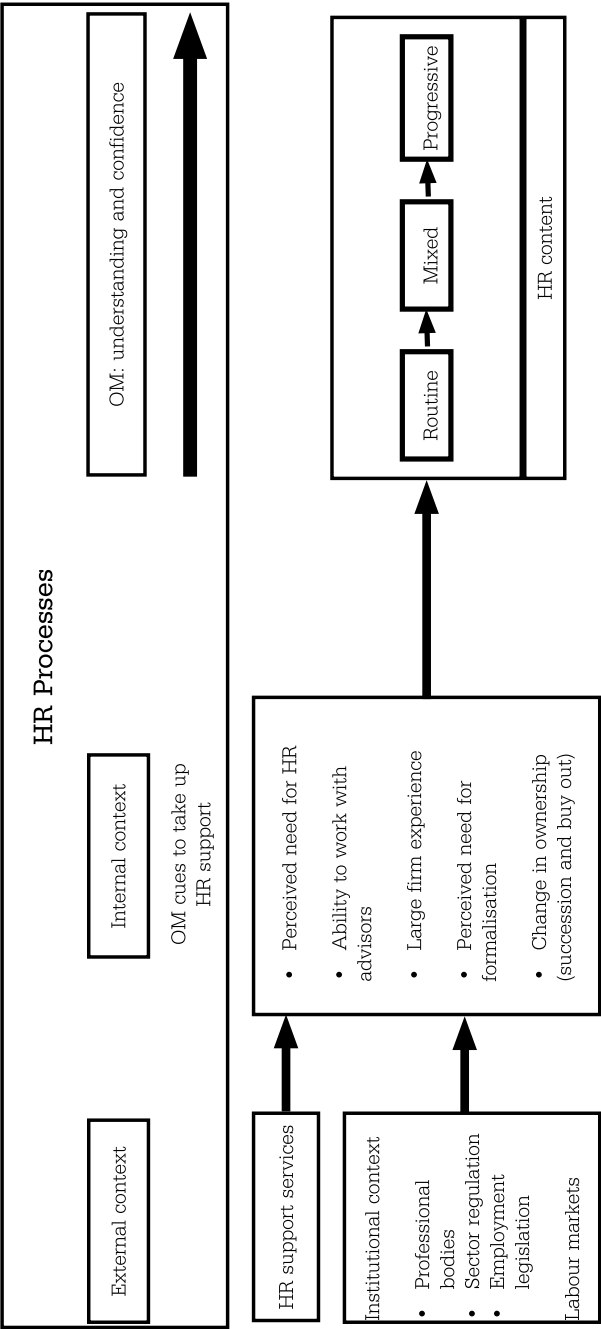 HR Processes
External context
Internal context
OM: understanding and confidence
OM cues to take up
HR support
HR support services
Institutional context
• Professional
bodies
• Sector regulation
• Employment
legislation
Labour markets
• Perceived need for HR
• Ability to work with
advisors
• Large firm experience
• Perceived need for
formalisation
• Change in ownership
(succession and buy out)
Routine
Mixed
Progressive
HR content